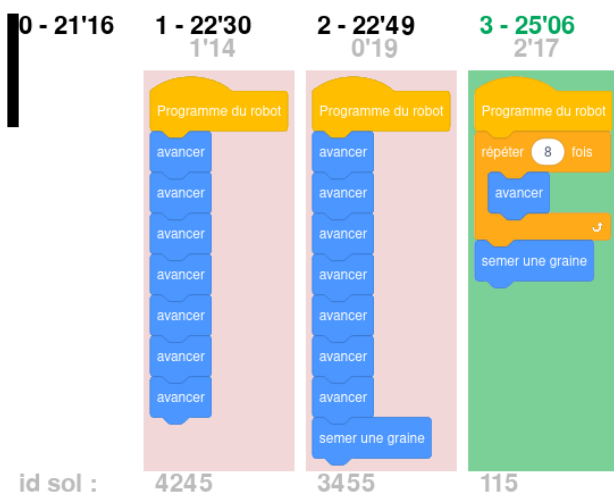 0 - 21'16 1 - 22'30 2 - 22'49 3 - 25'06
1'14 0'19 2'17
Programme du robot
avancer
avancer
avancer
avancer
avancer
avancer
avancer
Programme du robot
avancer
avancer
avancer
avancer
avancer
avancer
avancer
semer une graine
Programme du robot
répéter 8 fois
avancer
semer une graine
id sol : 4245 3455 115